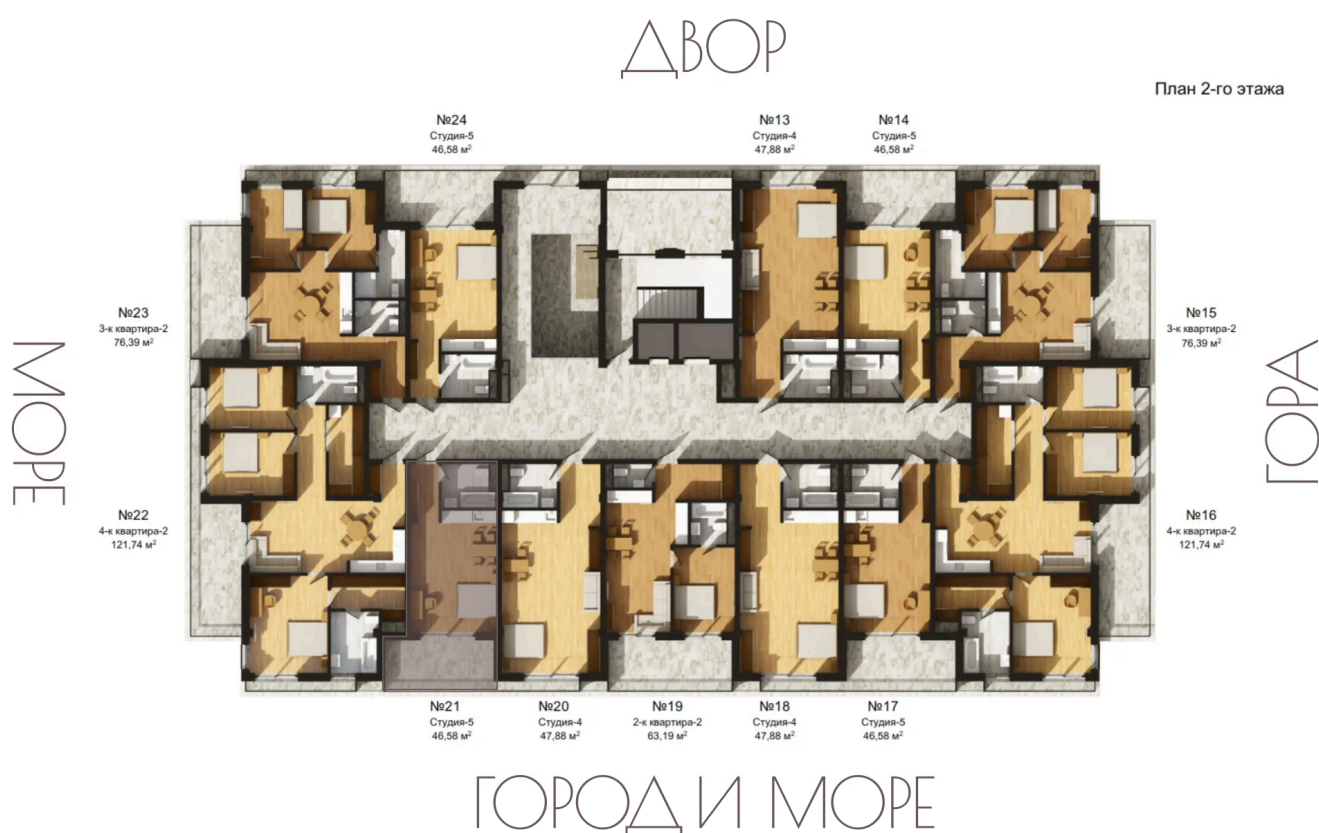 ДВОР
План 2-го этажа
№24
Студия-5
46,58 м²
№13
Студия-4
47,88 м²
№14
Студия-5
46,58 м²
№23
3-к квартира-2
76,39 м²
№15
3-к квартира-2
76,39 м²
МОРЕ
ГОРА
№22
4-к квартира-2
121,74 м²
№16
4-к квартира-2
121,74 м²
№21
Студия-5
46,58 м²
№20
Студия-4
47,88 м²
№19
2-к квартира-2
63,19 м²
№18
Студия-4
47,88 м²
№17
Студия-5
46,58 м²
ГОРОД И МОРЕ